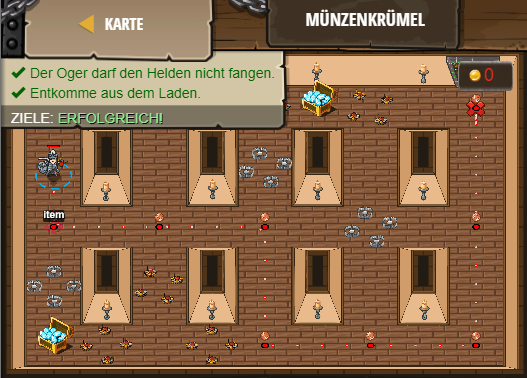 KARTE
MÜNZENKRÜMEL
Der Oger darf den Helden nicht fangen.
Entkomme aus dem Laden.
ZIELE: ERFOLGREICH!
0
item